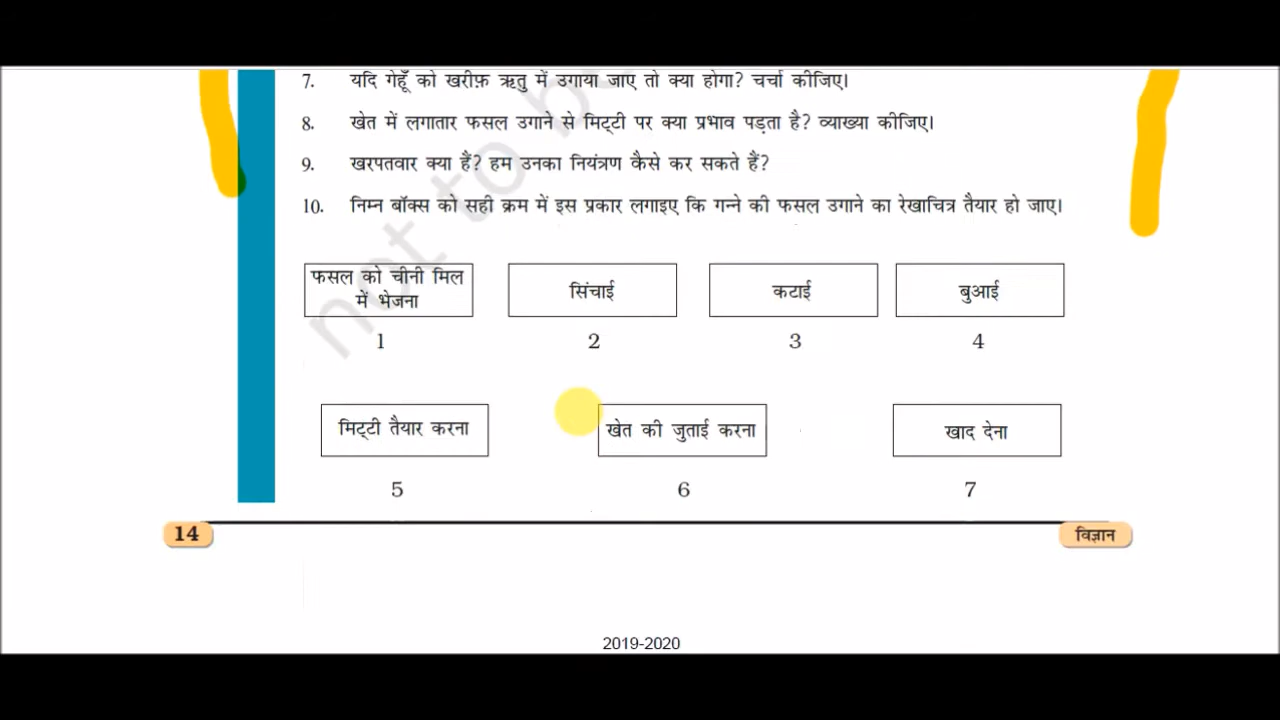 7. यदि गेहूँ को खरीफ़ ऋतु में उगाया जाए तो क्या होगा? चर्चा कीजिए।
8. खेत में लगातार फसल उगाने से मिट्टी पर क्या प्रभाव पड़ता है? व्याख्या कीजिए।
9. खरपतवार क्या हैं? हम उनका नियंत्रण कैसे कर सकते हैं?
10. निम्न बॉक्स को सही क्रम में इस प्रकार लगाइए कि गन्ने की फसल उगाने का रेखाचित्र तैयार हो जाए।
फसल को चीनी मिल
में भेजना
सिंचाई
कटाई
बुआई
1 2 3 4
मिट्टी तैयार करना
खेत की जुताई करना
खाद देना
5 6 7
14
विज्ञान
2019-2020
not to b